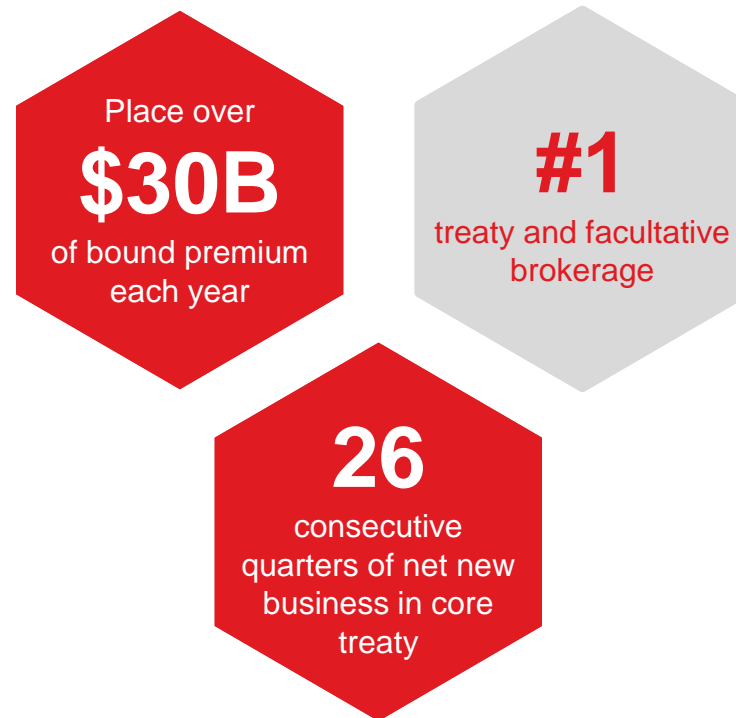 Place over
$30B
of bound premium
each year
#1
treaty and facultative
brokerage
26
consecutive
quarters of net new
business in core
treaty